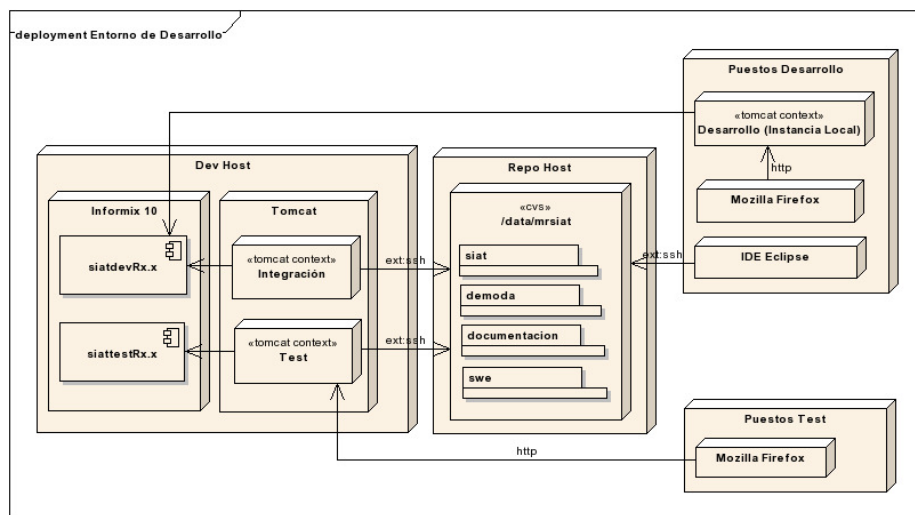 deployment Entorno de Desarrollo
Puestos Desarrollo
«tomcat context»
Desarrollo (Instancia Local)
http
Mozilla Firefox
IDE Eclipse
Dev Host
Informix 10
siatdevRx.x
siattestRx.x
Tomcat
«tomcat context»
Integración
«tomcat context»
Test
ext:ssh
ext:ssh
Repo Host
«cvs»
/data/mrsiat
siat
demoda
documentacion
swe
ext:ssh
http
Puestos Test
Mozilla Firefox